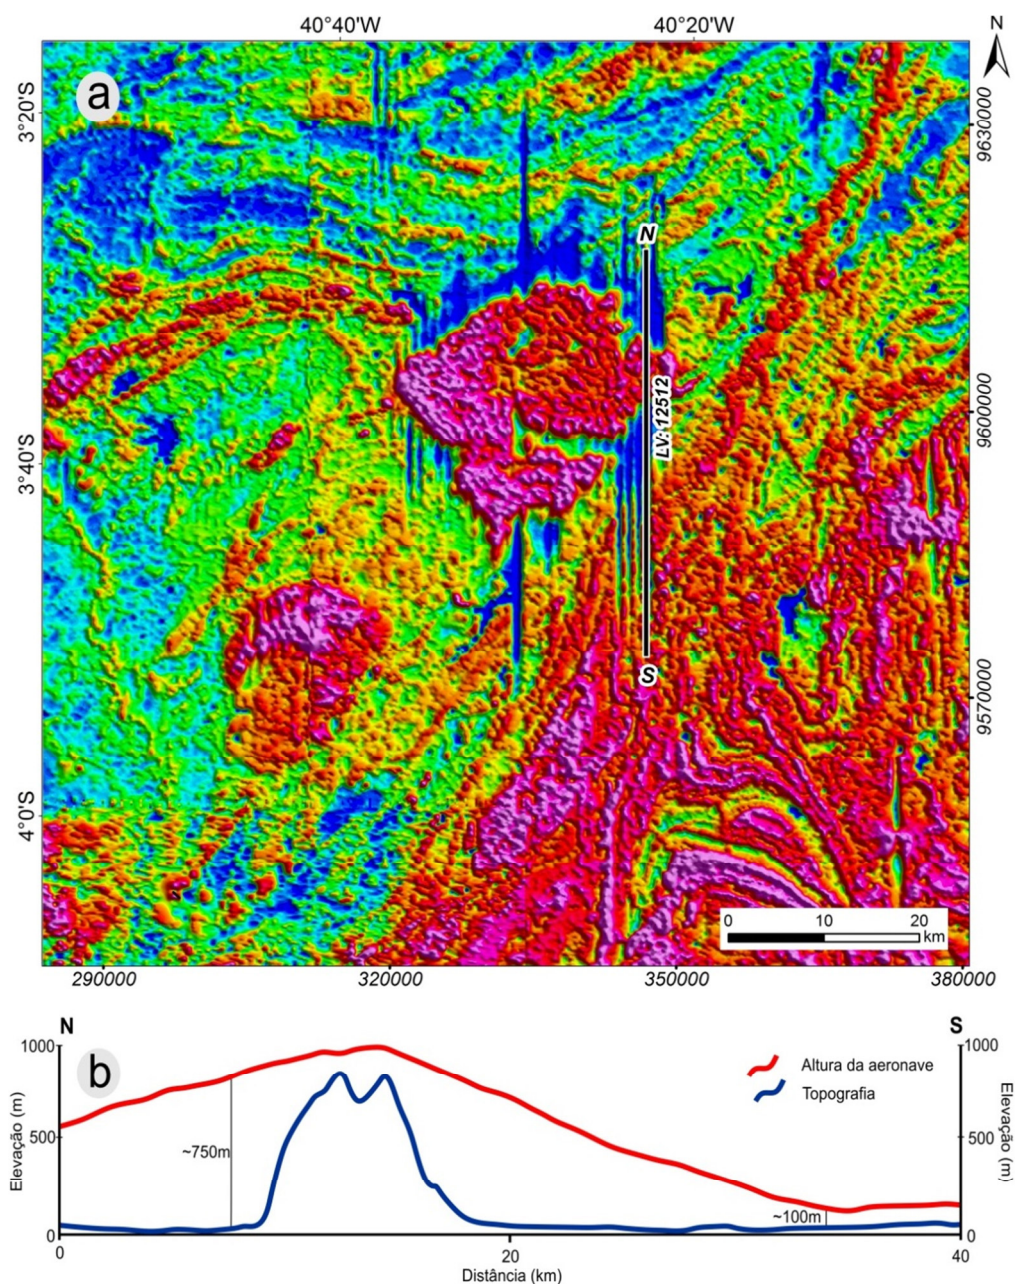 40°40'W 40°20'W N
a
3°20'S
9630000
N
LV: 12512
9600000
3°40'S
S
9570000
4°0'S
0 10 20
km
290000 320000 350000 380000
N S
b
1000 1000
Altura da aeronave
Topografia
Elevação (m)
Elevação (m)
500 500
~750m
~100m
0 0
0 20 40
Distância (km)